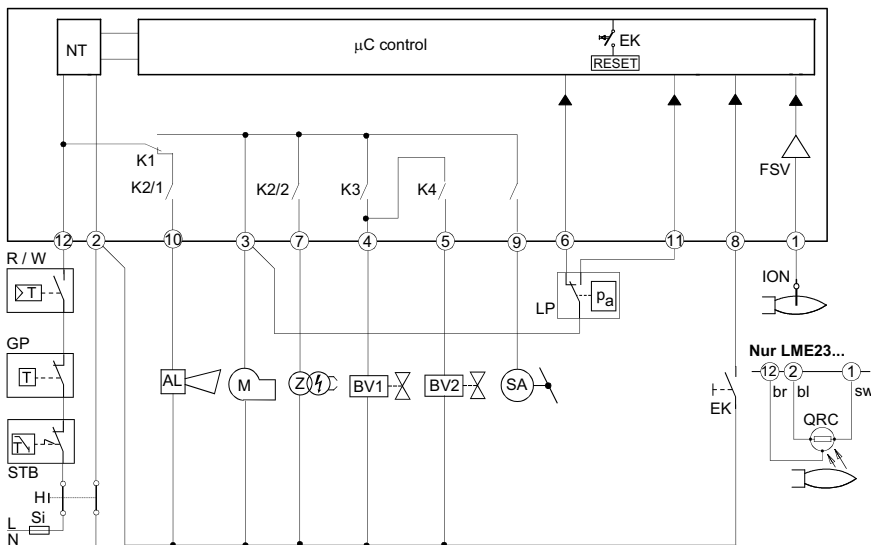 NT
µC control
EK
RESET
FSV
K1
K2/1
K2/2
K3
K4
12
2
10
3
7
4
5
9
6
11
8
1
R / W
T
GP
T
STB
T
H
L
N
Si
AL
M
Z
BV1
BV2
SA
LP
pa
EK
ION
Nur LME23...
12
2
1
br
bl
sw
QRC